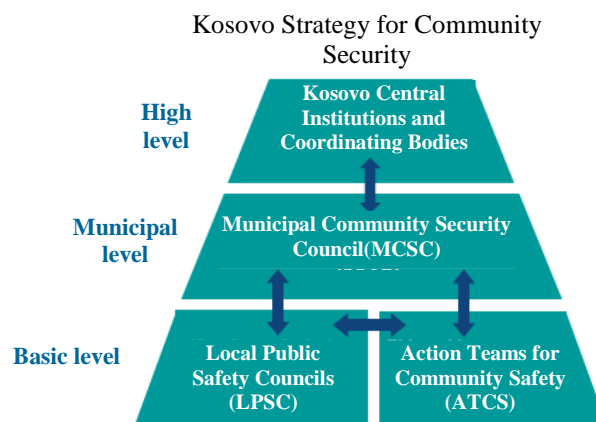 Kosovo Strategy for Community
Security
High
level
Kosovo Central
Institutions and
Coordinating Bodies
Municipal
level
Municipal Community Security
Council(MCSC)
Basic level
Local Public
Safety Councils
(LPSC)
Action Teams for
Community Safety
(ATCS)